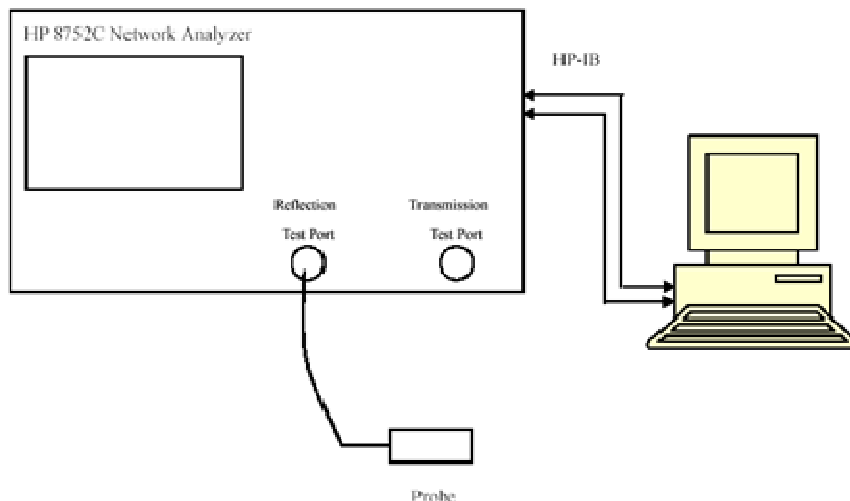 HP 8752C Network Analyzer
HP-IB
Reflection
Test Port
Transmission
Test Port
Probe